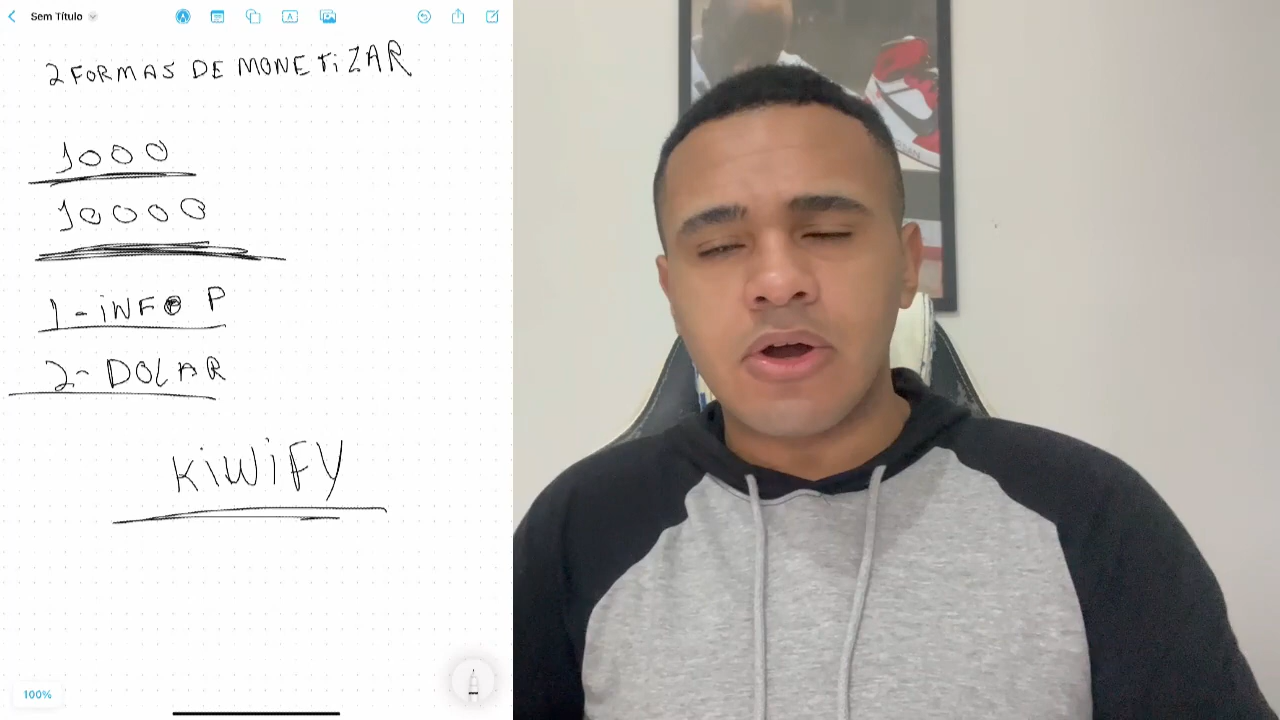 Sem Título
2 FORMAS DE MONETiZAR
1000
10000
1 - iNFO P
2 - DOLAR
KiWiFY
100%